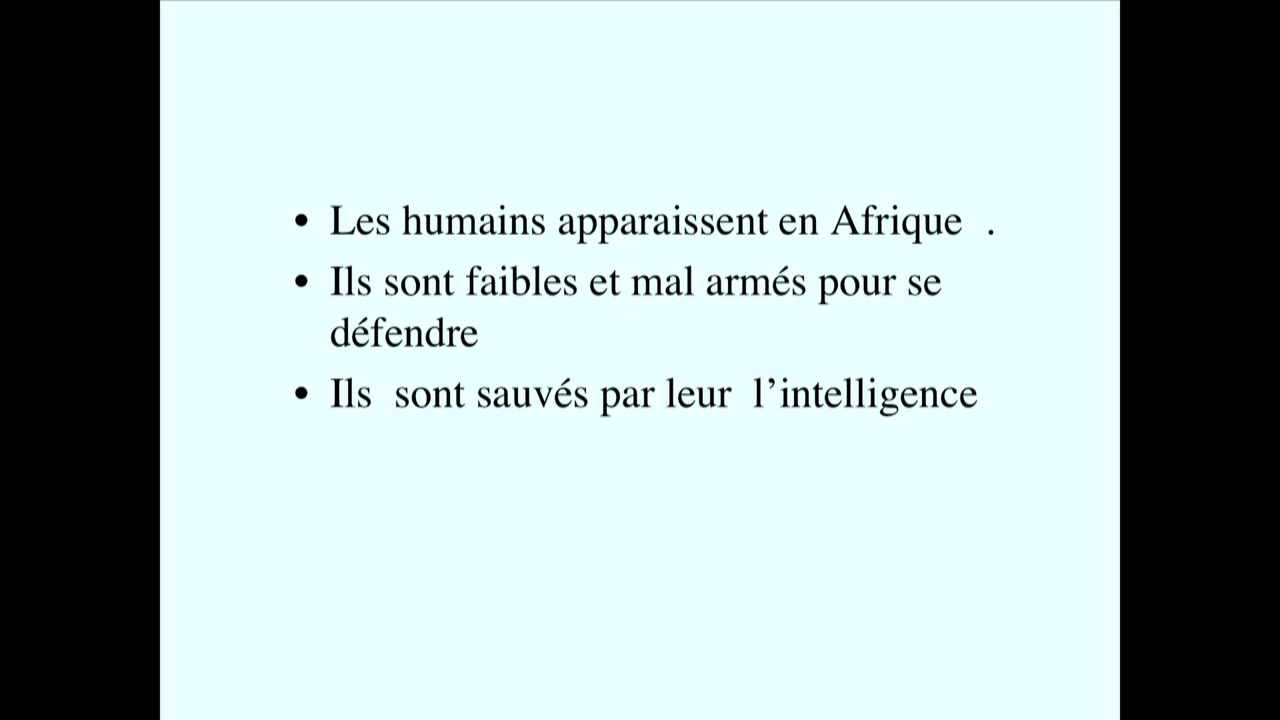 • Les humains apparaissent en Afrique  .
• Ils sont faibles et mal armés pour se
défendre
• Ils  sont sauvés par leur  l’intelligence